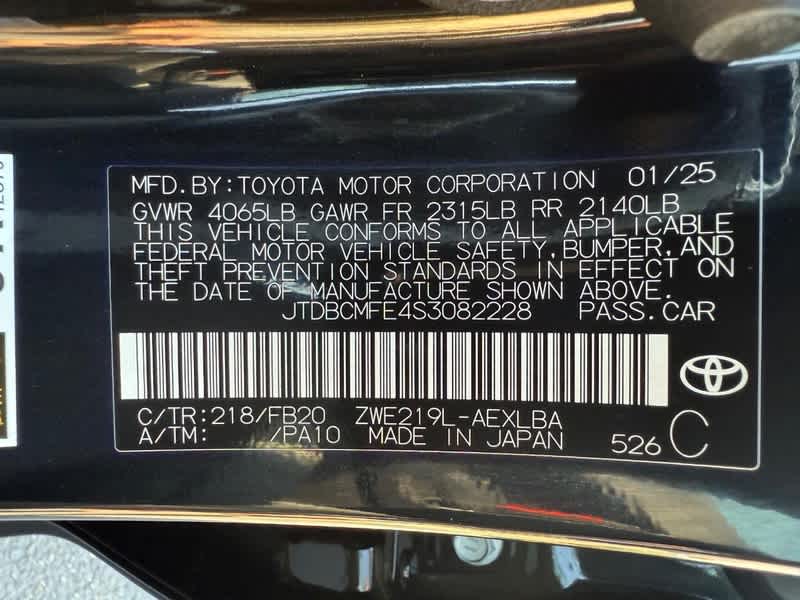 MFD.BY:TOYOTA MOTOR CORPORATION 01/25
GVWR 4065LB GAWR FR 2315LB RR 2140LB
THIS VEHICLE CONFORMS TO ALL APPLICABLE
FEDERAL MOTOR VEHICLE SAFETY,BUMPER,AND
THEFT PREVENTION STANDARDS IN EFFECT ON
THE DATE OF MANUFACTURE SHOWN ABOVE.
JTDBCMFE4S3082228 PASS.CAR
C/TR:218/FB20 ZWE219L-AEXLBA
A/TM: /PA10 MADE IN JAPAN 526 C